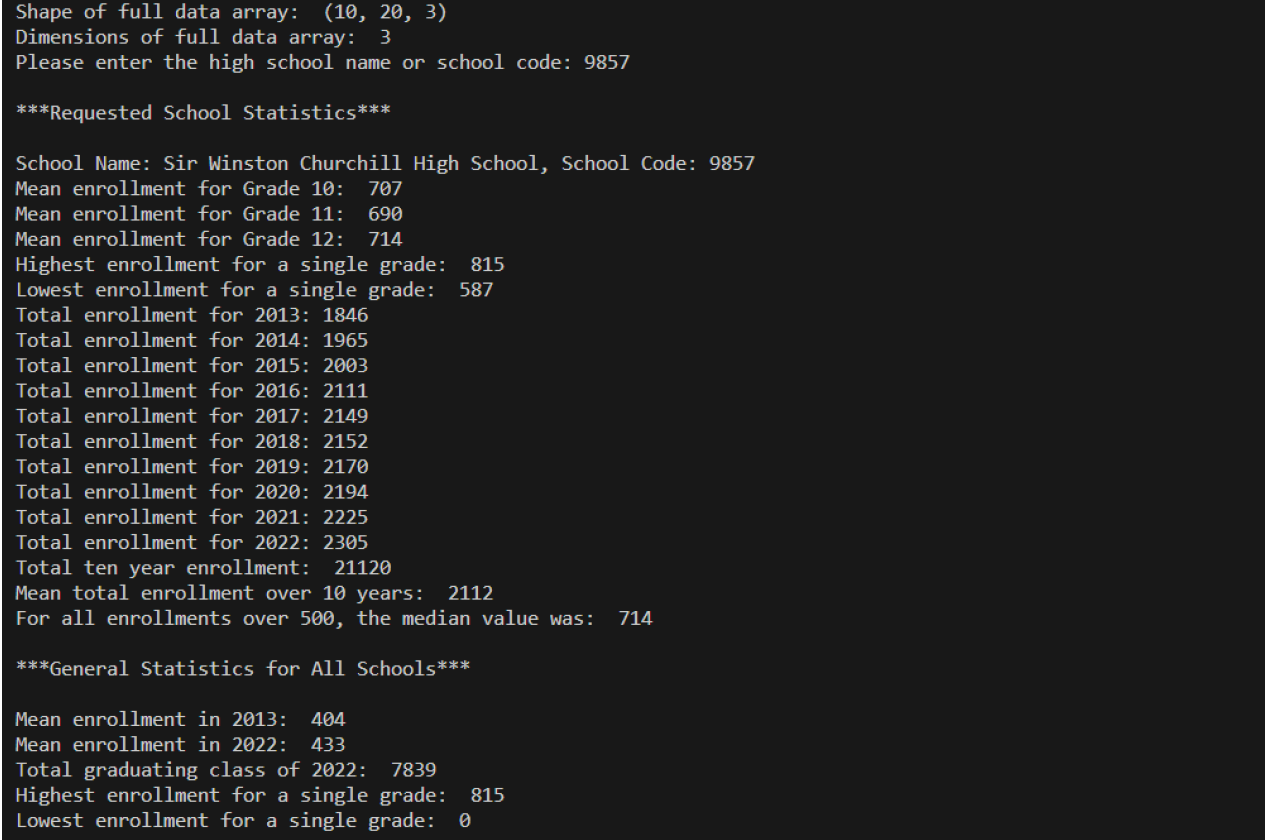 Shape of full data array:  (10, 20, 3)
Dimensions of full data array:  3
Please enter the high school name or school code: 9857
***Requested School Statistics***
School Name: Sir Winston Churchill High School, School Code: 9857
Mean enrollment for Grade 10:  707
Mean enrollment for Grade 11:  690
Mean enrollment for Grade 12:  714
Highest enrollment for a single grade:  815
Lowest enrollment for a single grade:  587
Total enrollment for 2013: 1846
Total enrollment for 2014: 1965
Total enrollment for 2015: 2003
Total enrollment for 2016: 2111
Total enrollment for 2017: 2149
Total enrollment for 2018: 2152
Total enrollment for 2019: 2170
Total enrollment for 2020: 2194
Total enrollment for 2021: 2225
Total enrollment for 2022: 2305
Total ten year enrollment:  21120
Mean total enrollment over 10 years:  2112
For all enrollments over 500, the median value was:  714
***General Statistics for All Schools***
Mean enrollment in 2013:  404
Mean enrollment in 2022:  433
Total graduating class of 2022:  7839
Highest enrollment for a single grade:  815
Lowest enrollment for a single grade:  0